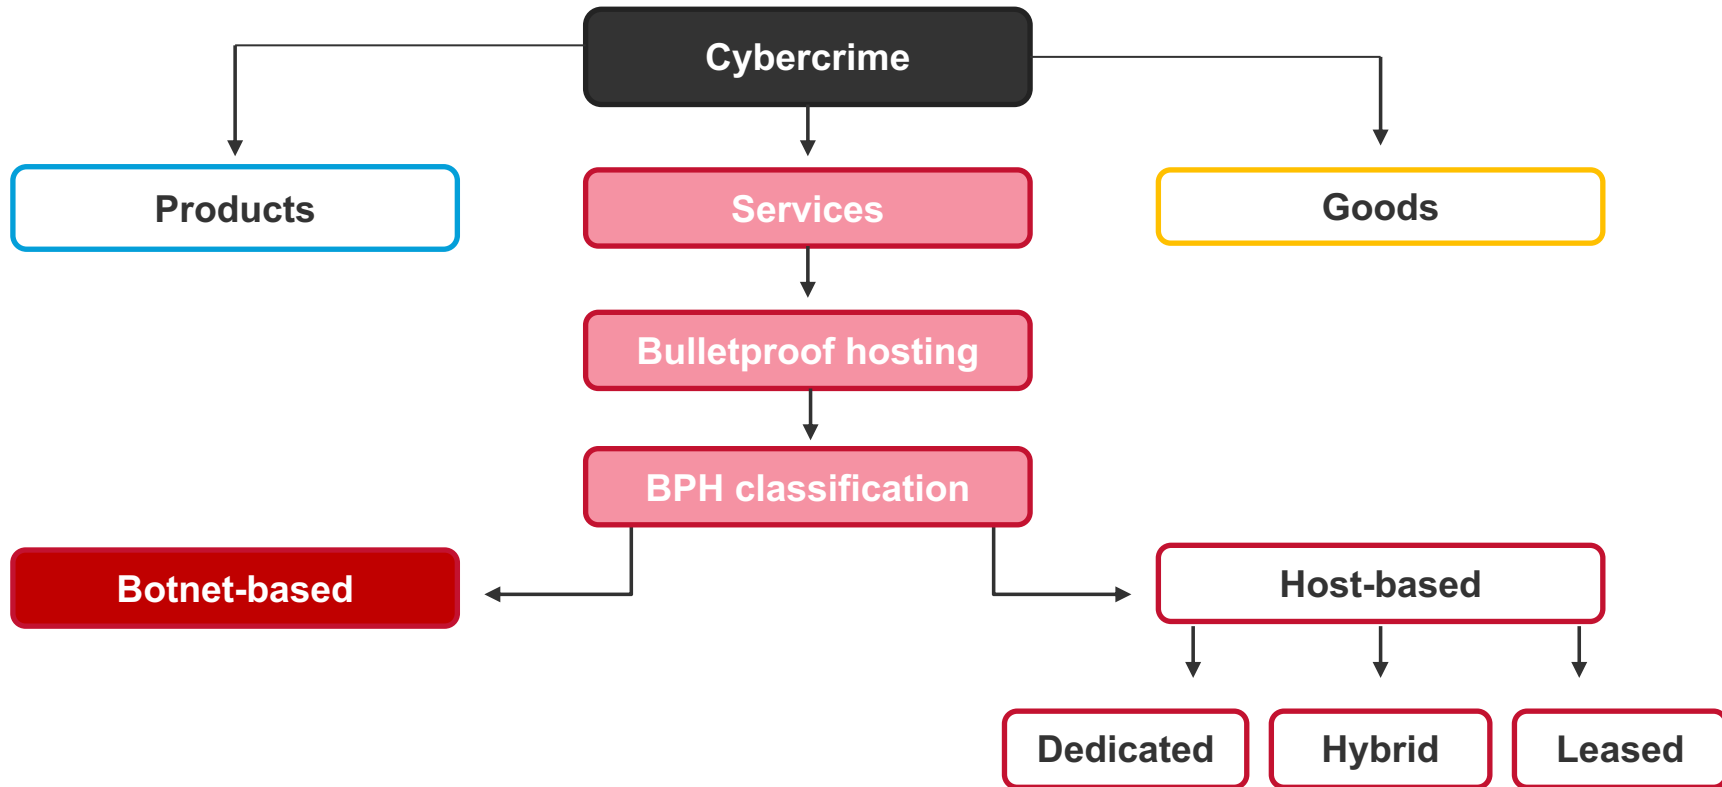 Cybercrime
Products
Services
Goods
Bulletproof hosting
BPH classification
Botnet-based
Host-based
Dedicated
Hybrid
Leased